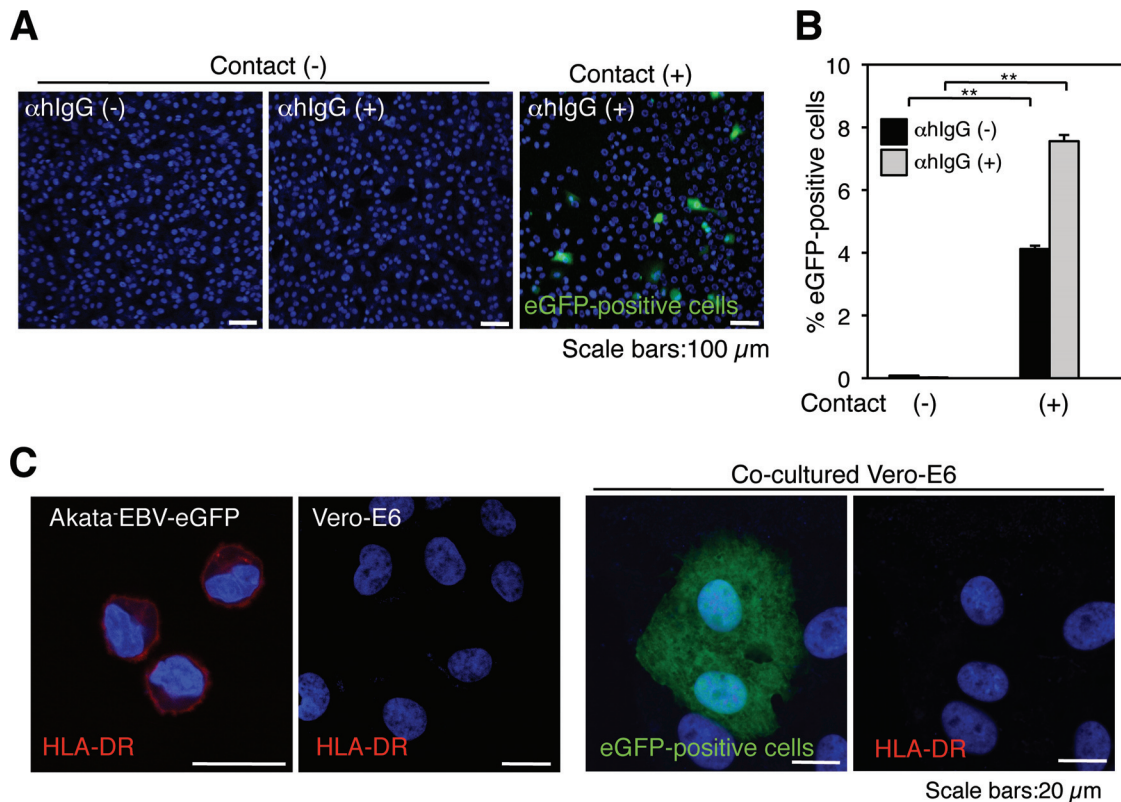 A
Contact (-)
Contact (+)
αhIgG (-)
αhIgG (+)
αhIgG (+)
eGFP-positive cells
Scale bars:100 µm
B
% eGFP-positive cells
10
8
6
4
2
0
**
**
αhIgG (-)
αhIgG (+)
Contact (-) (+)
C
Co-cultured Vero-E6
Akata⁻EBV-eGFP
Vero-E6
HLA-DR
HLA-DR
eGFP-positive cells
HLA-DR
Scale bars:20 µm